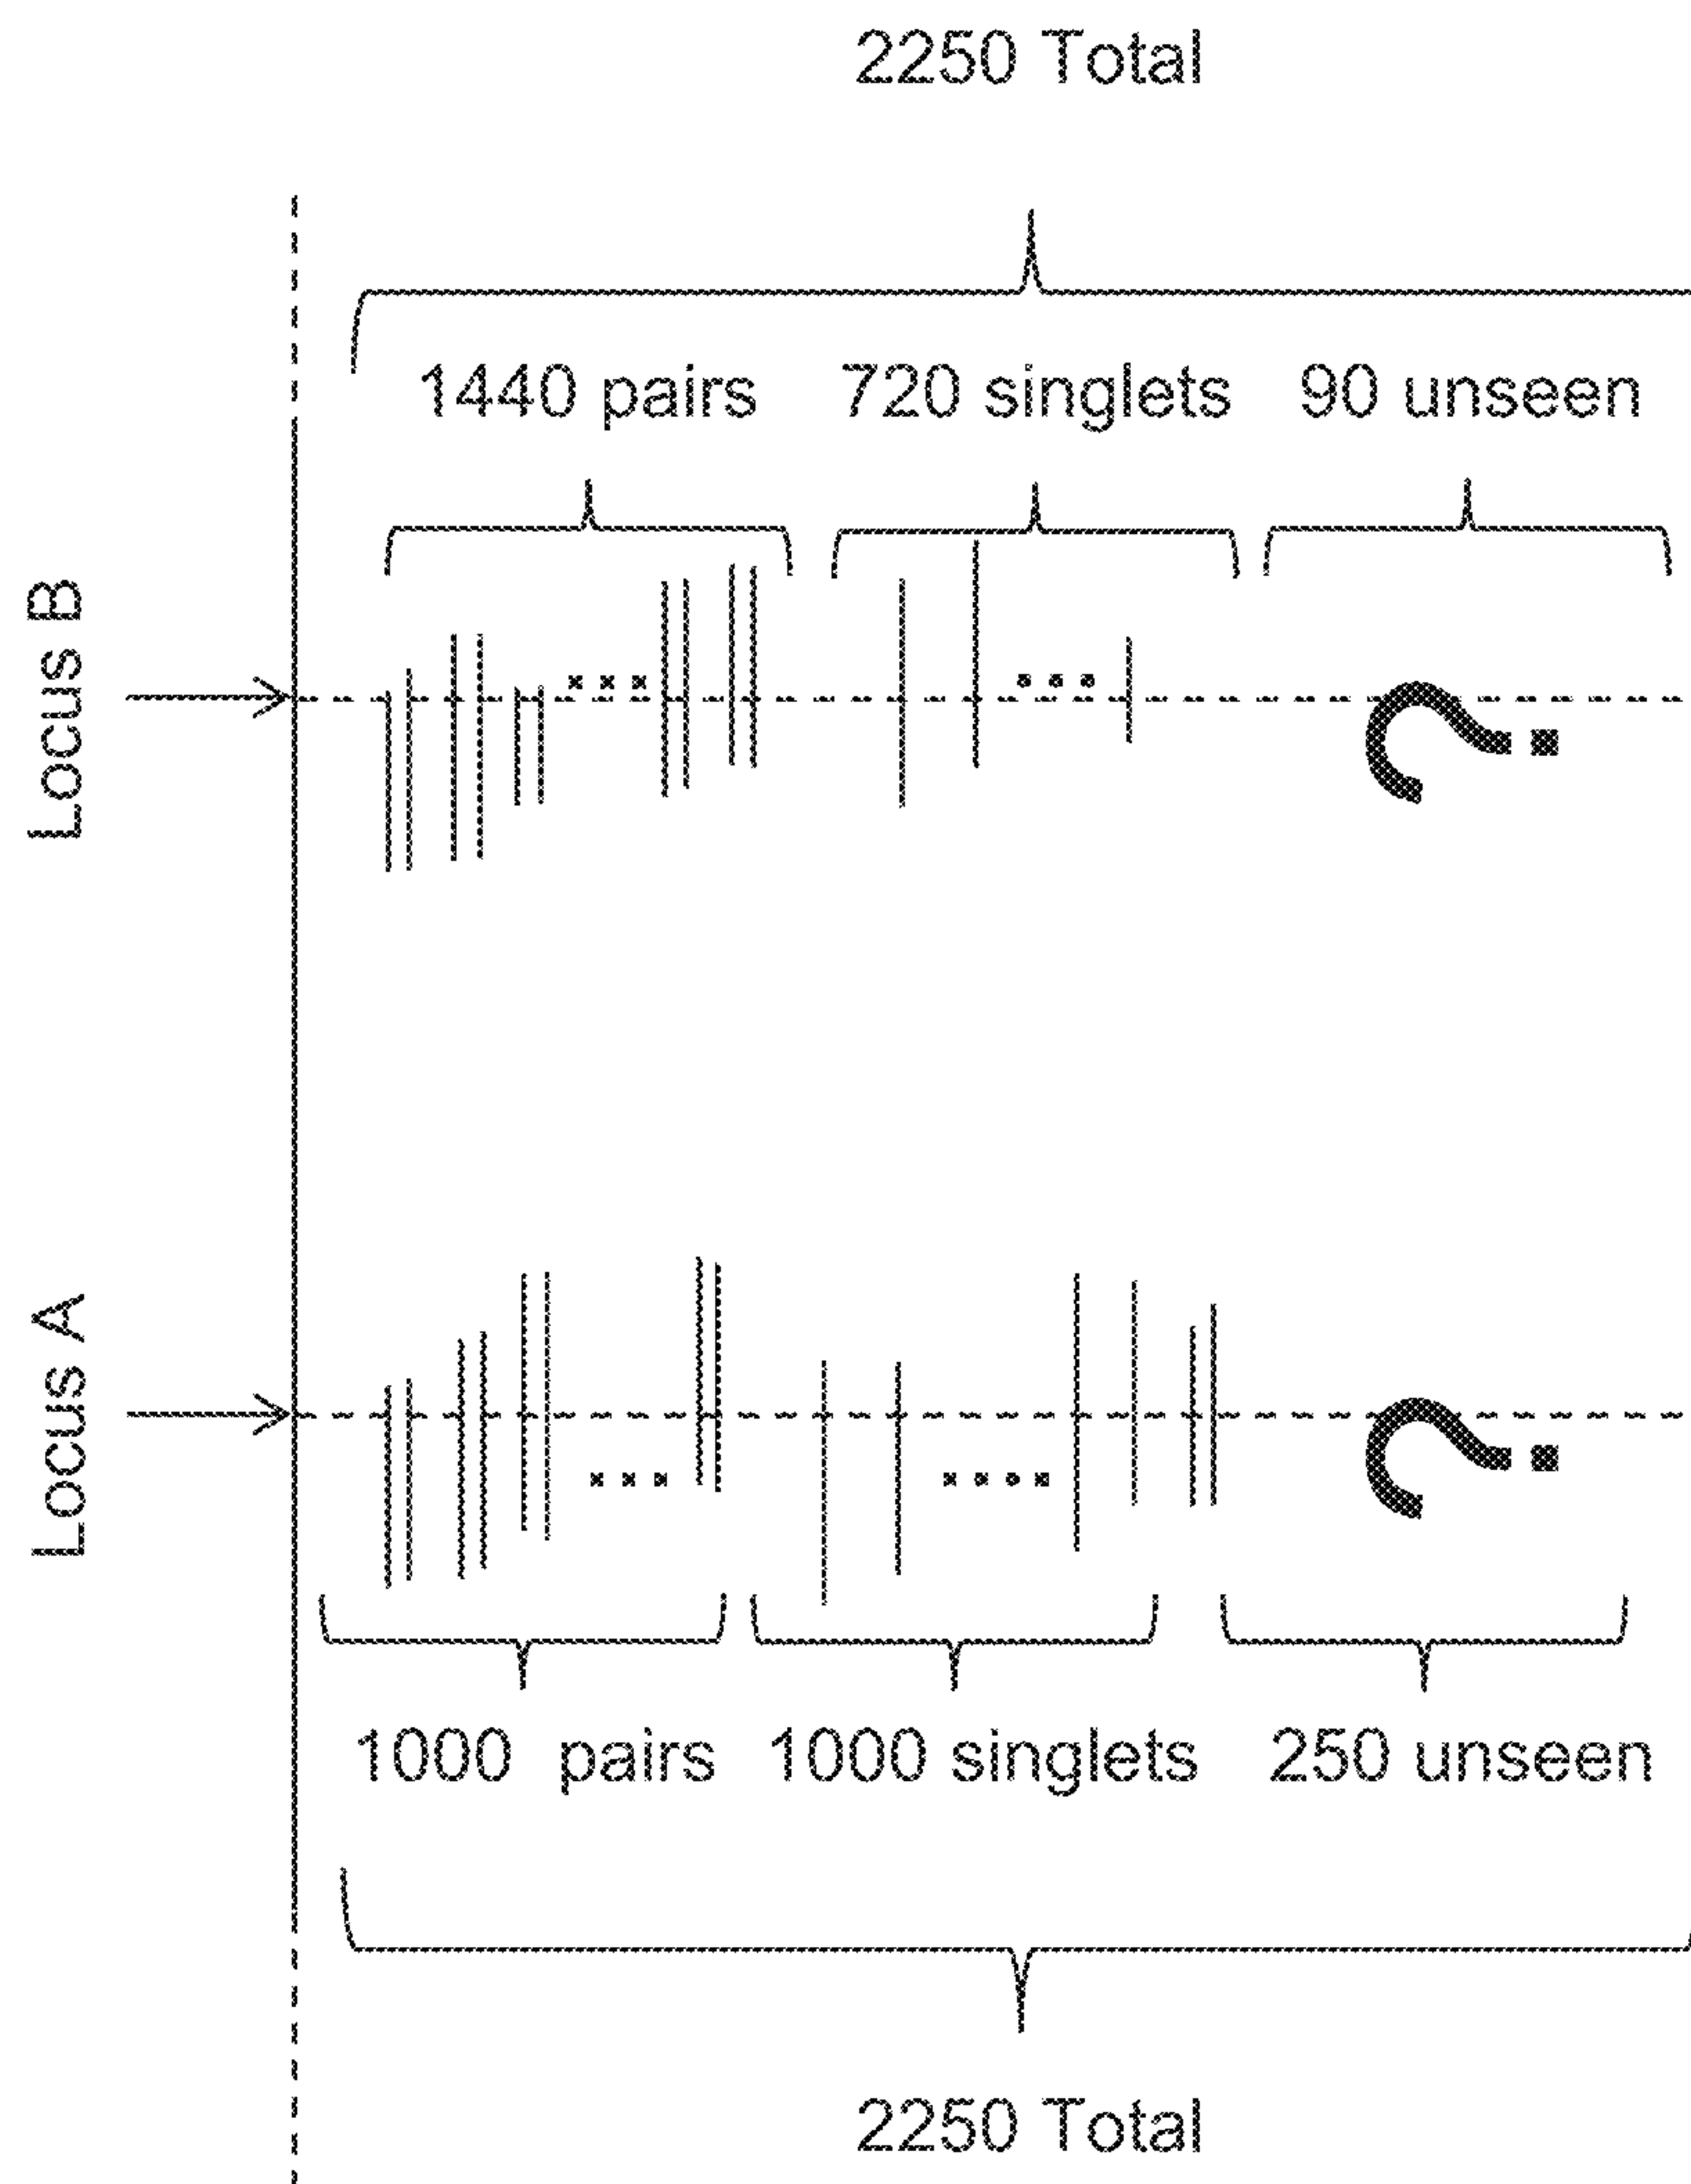 2250 Total
1440 pairs 720 singlets 90 unseen
Locus B
?
Locus A
?
1000 pairs 1000 singlets 250 unseen
2250 Total